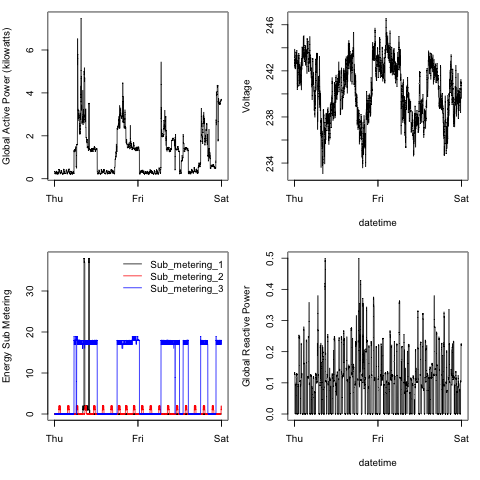 Global Active Power (kilowatts)
0 2 4 6
Thu Fri Sat
Voltage
234 238 242 246
Thu Fri Sat
datetime
Energy Sub Metering
0 10 20 30
Sub_metering_1
Sub_metering_2
Sub_metering_3
Thu Fri Sat
Global Reactive Power
0.0 0.1 0.2 0.3 0.4 0.5
Thu Fri Sat
datetime